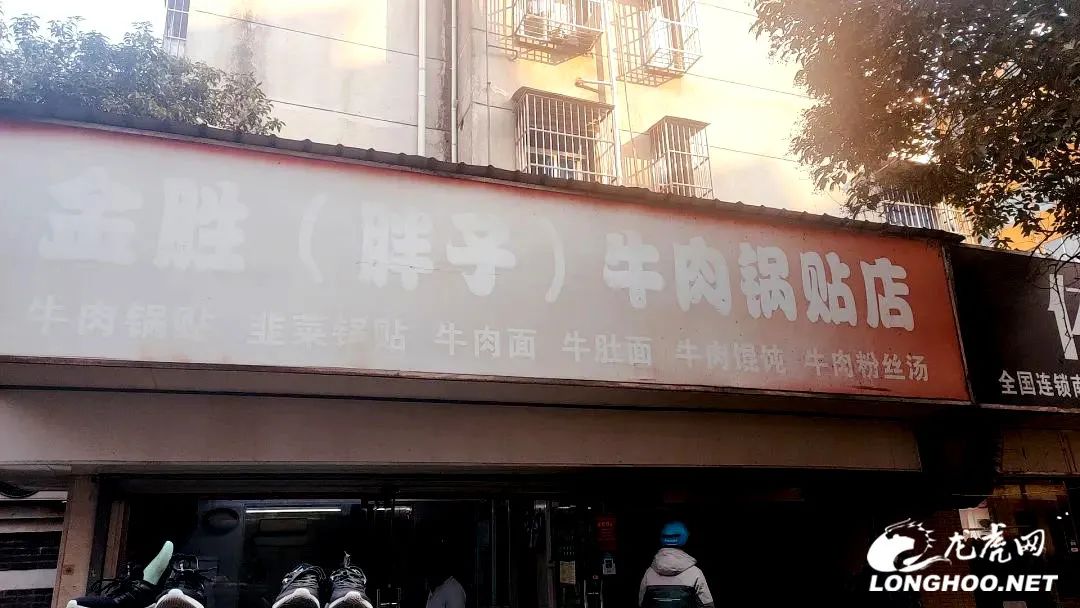 金胜（胖子）牛肉锅贴店
牛肉锅贴 韭菜锅贴 牛肉面 牛肚面 牛肉馄饨 牛肉粉丝汤
全国连锁
龙虎网
LONGHOO.NET